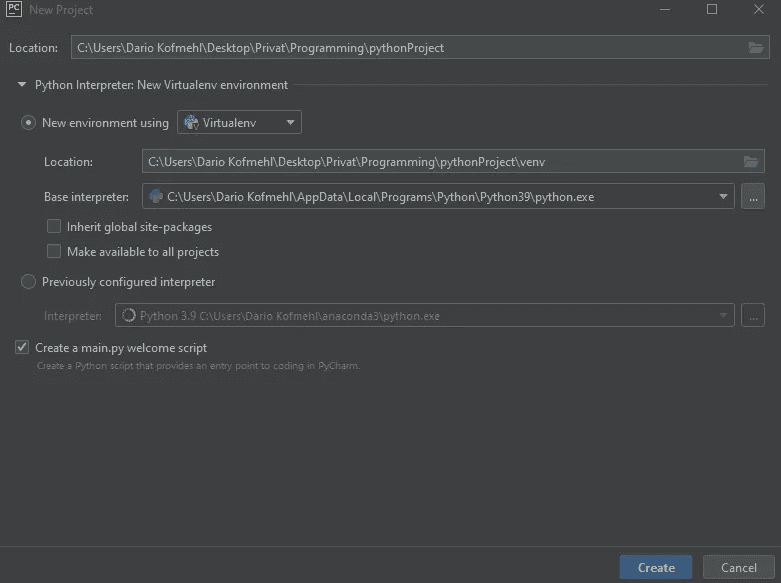 PC New Project
Location: C:\Users\Dario Kofmehl\Desktop\Privat\Programming\pythonProject
Python Interpreter: New Virtualenv environment
New environment using Virtualenv
Location: C:\Users\Dario Kofmehl\Desktop\Privat\Programming\pythonProject\venv
Base interpreter: C:\Users\Dario Kofmehl\AppData\Local\Programs\Python\Python39\python.exe ...
Inherit global site-packages
Make available to all projects
Previously configured interpreter
Interpreter: Python 3.9 C:\Users\Dario Kofmehl\anaconda3\python.exe ...
Create a main.py welcome script
Create a Python script that provides an entry point to coding in PyCharm.
Create Cancel